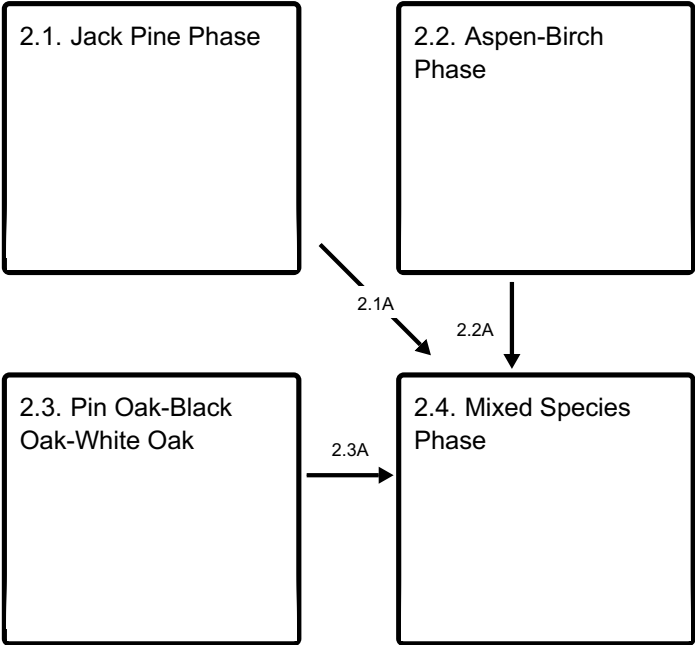 2.1. Jack Pine Phase
2.2. Aspen-Birch
Phase
2.1A
2.2A
2.3. Pin Oak-Black
Oak-White Oak
2.3A
2.4. Mixed Species
Phase